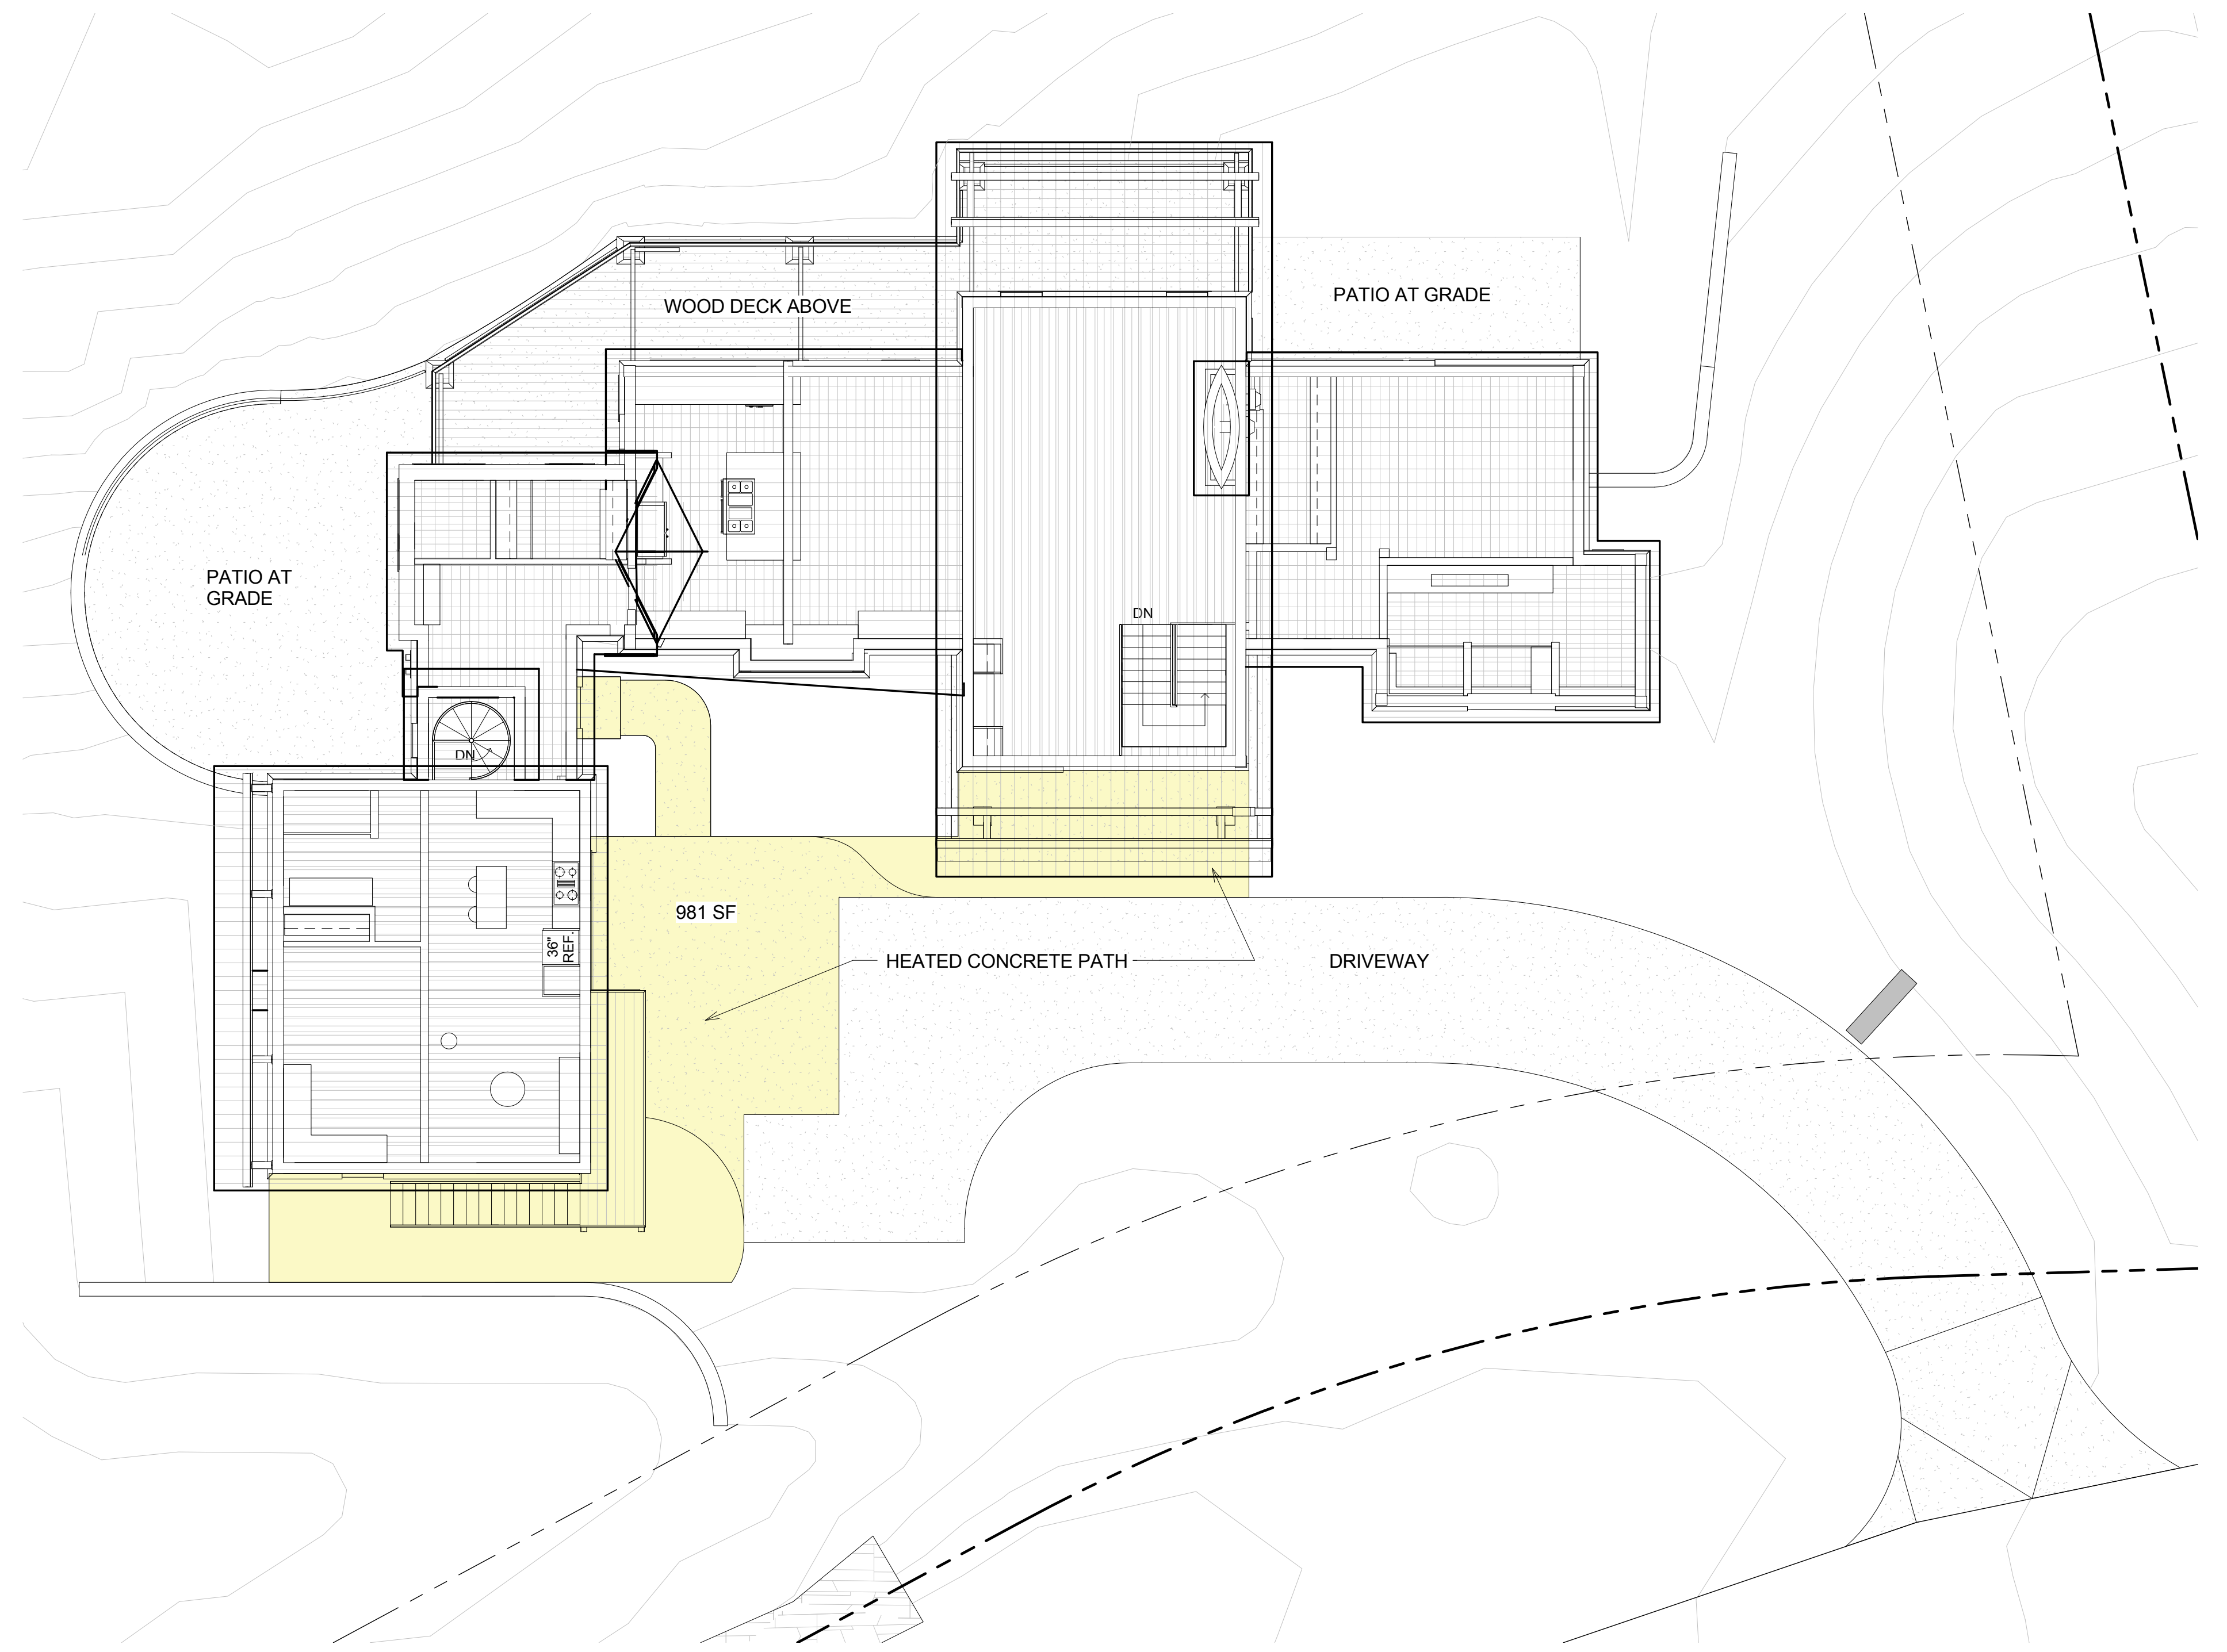 PATIO AT GRADE
WOOD DECK ABOVE
PATIO AT
GRADE
DN
DN
981 SF
36"
REF.
HEATED CONCRETE PATH
DRIVEWAY